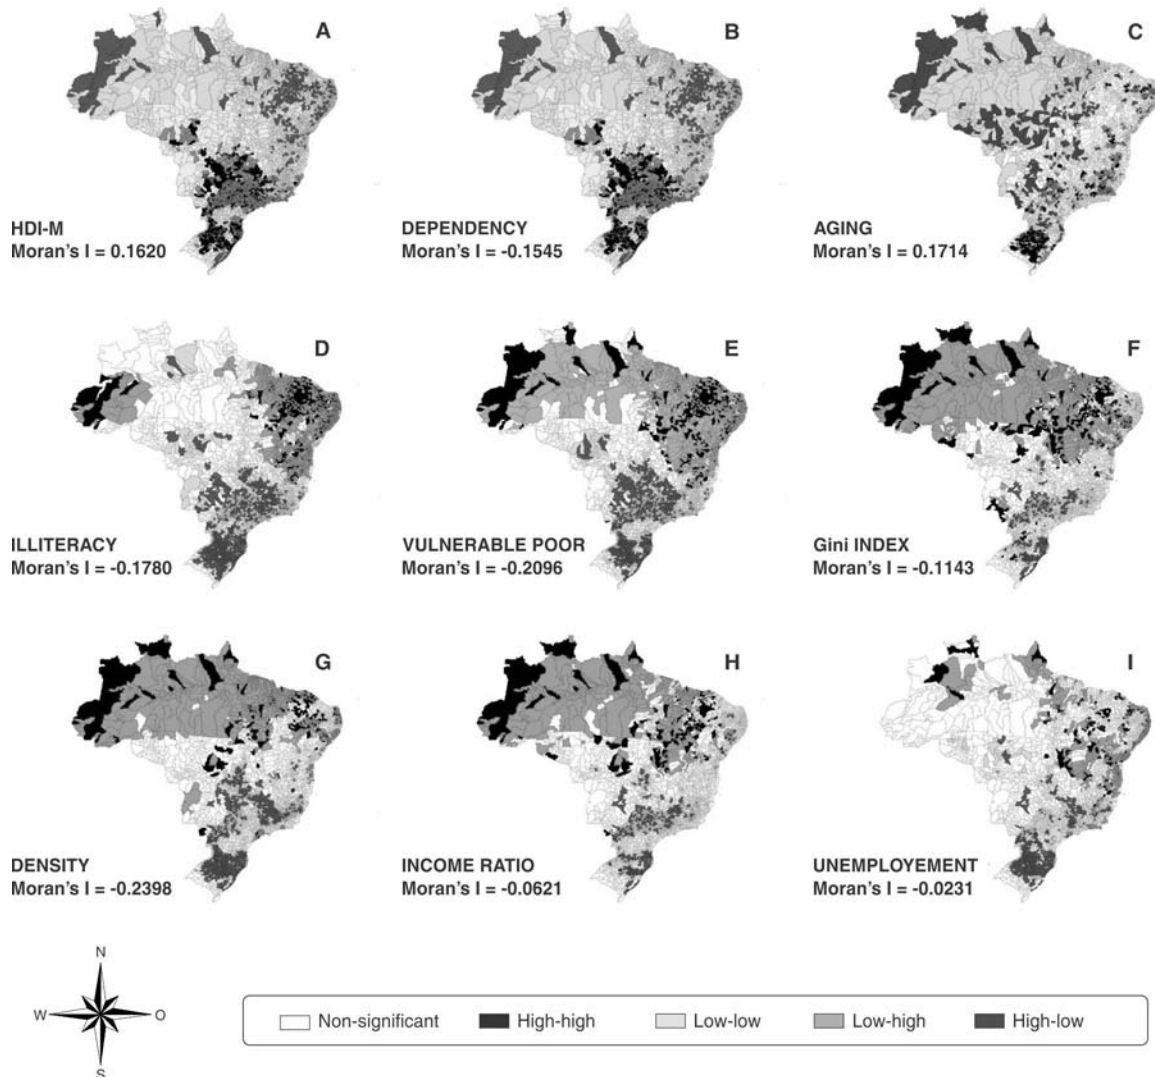 A
HDI-M
Moran's I = 0.1620
B
DEPENDENCY
Moran's I = -0.1545
C
AGING
Moran's I = 0.1714
D
ILLITERACY
Moran's I = -0.1780
E
VULNERABLE POOR
Moran's I = -0.2096
F
Gini INDEX
Moran's I = -0.1143
G
DENSITY
Moran's I = -0.2398
H
INCOME RATIO
Moran's I = -0.0621
I
UNEMPLOYEMENT
Moran's I = -0.0231
N
W O
S
Non-significant High-high Low-low Low-high High-low